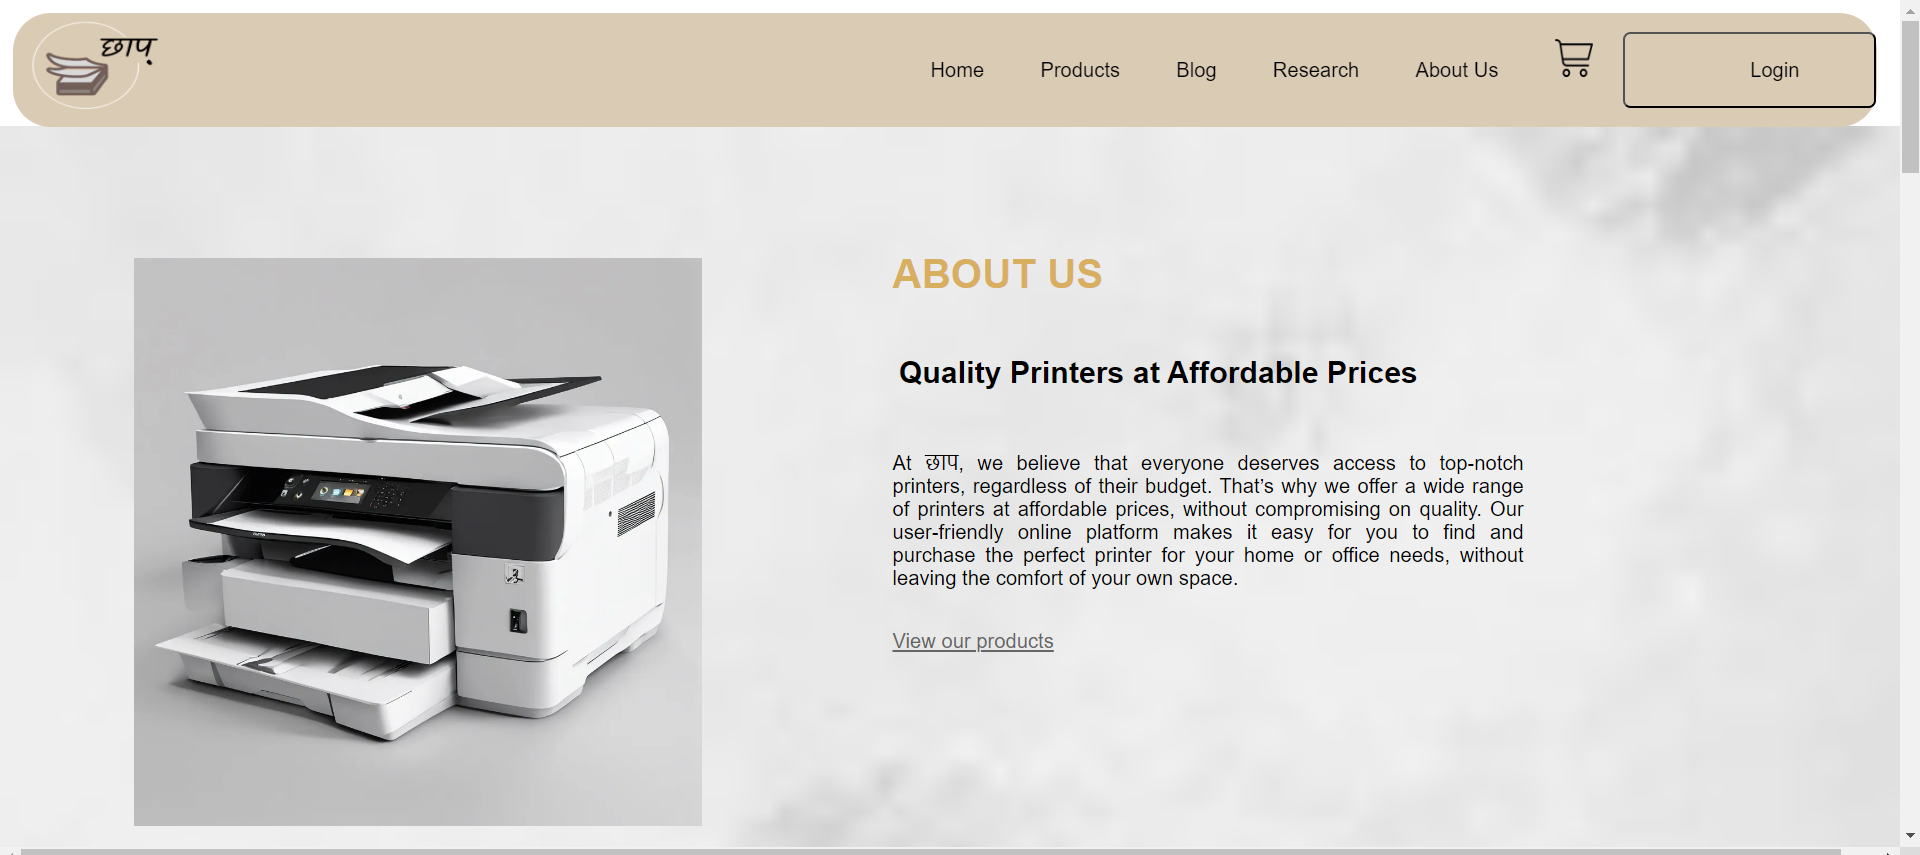 छाप
Home Products Blog Research About Us Login
ABOUT US
Quality Printers at Affordable Prices
At छाप, we believe that everyone deserves access to top-notch
printers, regardless of their budget. That’s why we offer a wide range
of printers at affordable prices, without compromising on quality. Our
user-friendly online platform makes it easy for you to find and
purchase the perfect printer for your home or office needs, without
leaving the comfort of your own space.
View our products